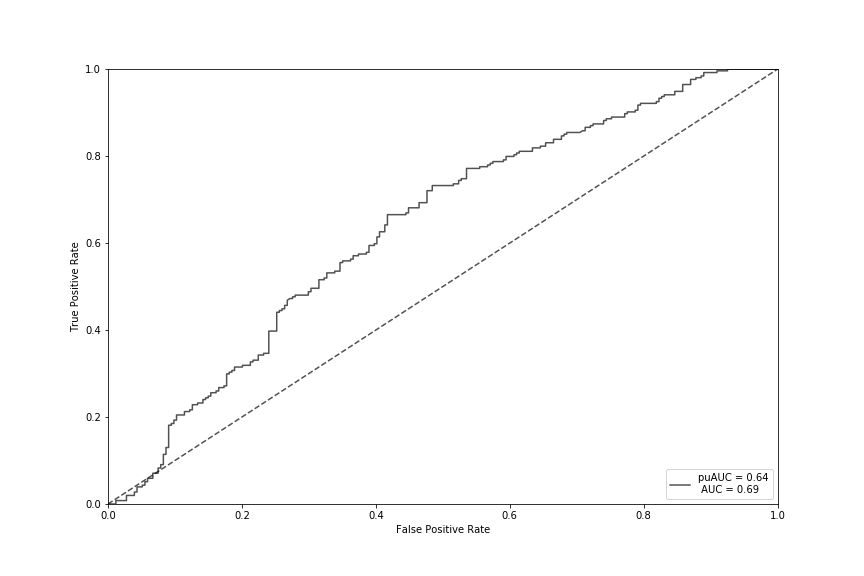 1.0
0.8
0.6
0.4
0.2
0.0
True Positive Rate
0.0 0.2 0.4 0.6 0.8 1.0
False Positive Rate
puAUC = 0.64
AUC = 0.69